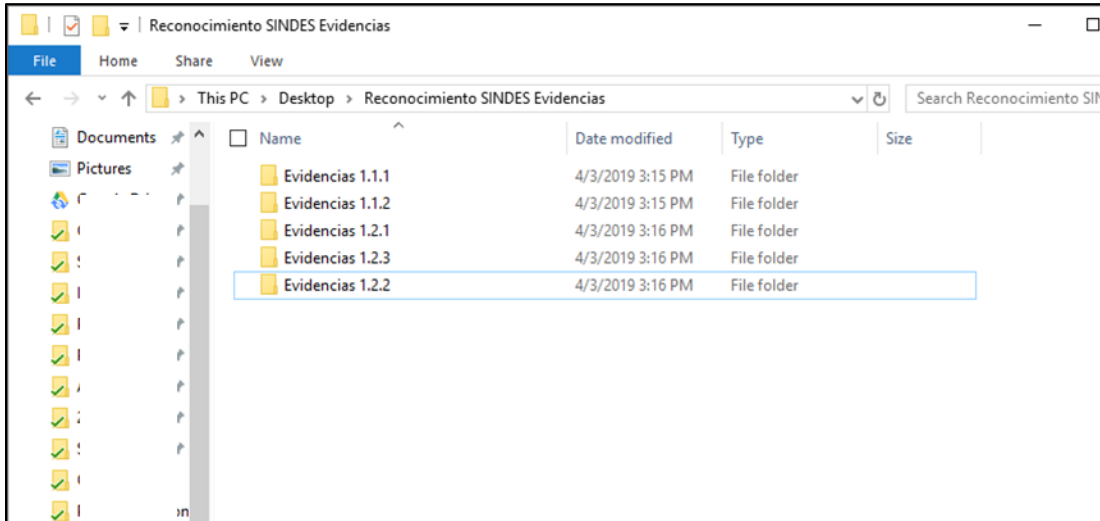 Reconocimiento SINDES Evidencias
File Home Share View
This PC > Desktop > Reconocimiento SINDES Evidencias Search Reconocimiento SIN
Documents
Pictures
Name Date modified Type Size
Evidencias 1.1.1 4/3/2019 3:15 PM File folder
Evidencias 1.1.2 4/3/2019 3:15 PM File folder
Evidencias 1.2.1 4/3/2019 3:16 PM File folder
Evidencias 1.2.3 4/3/2019 3:16 PM File folder
Evidencias 1.2.2 4/3/2019 3:16 PM File folder